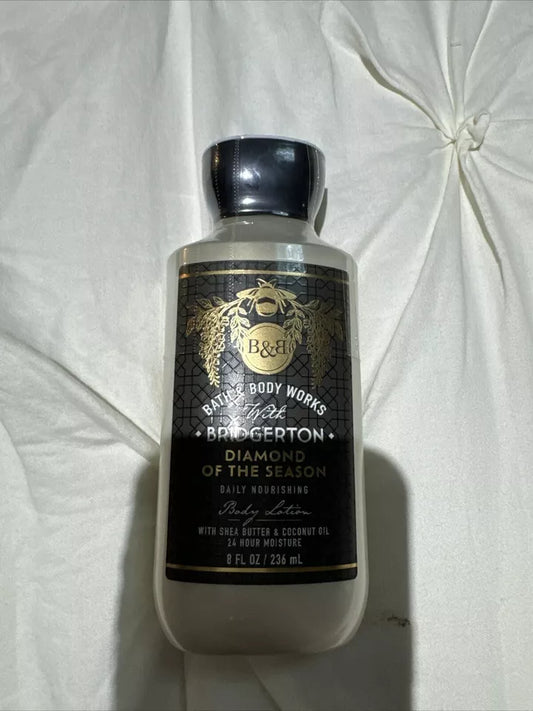 B&B
BATH & BODY WORKS
With
• BRIDGERTON •
DIAMOND
OF THE SEASON
DAILY NOURISHING
Body Lotion
WITH SHEA BUTTER & COCONUT OIL
24 HOUR MOISTURE
8 FL OZ / 236 mL